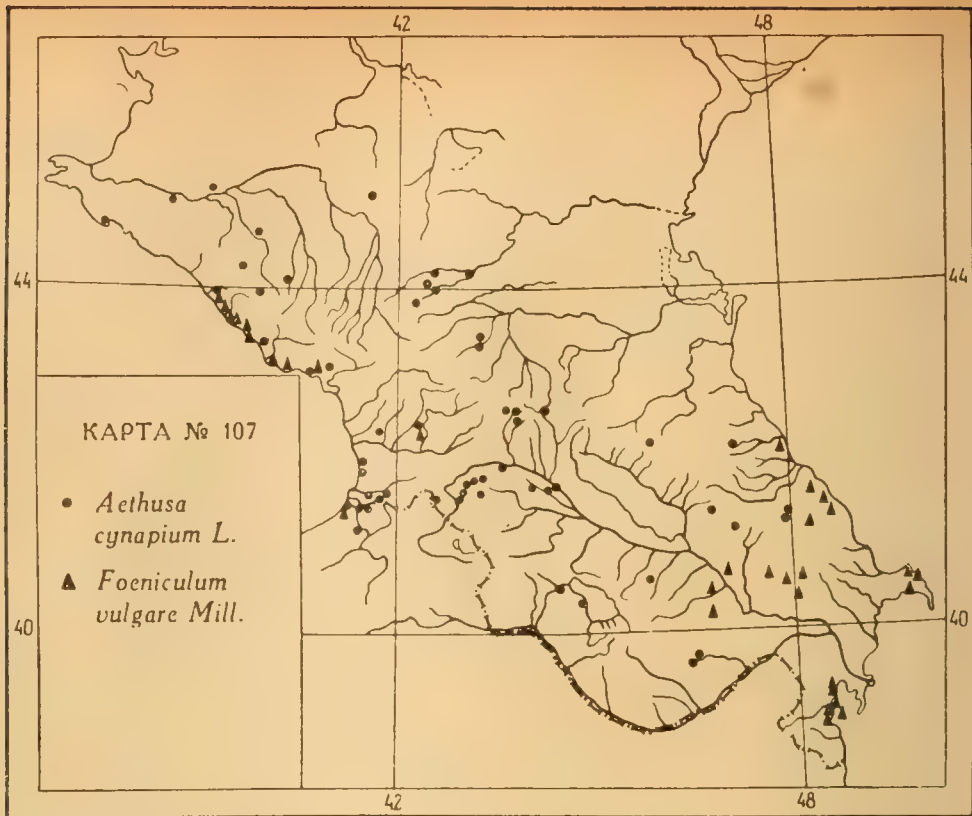 42
48
44
44
КАРТА № 107
Aethusa
cynapium L.
Foeniculum
vulgare Mill.
40
40
42
48